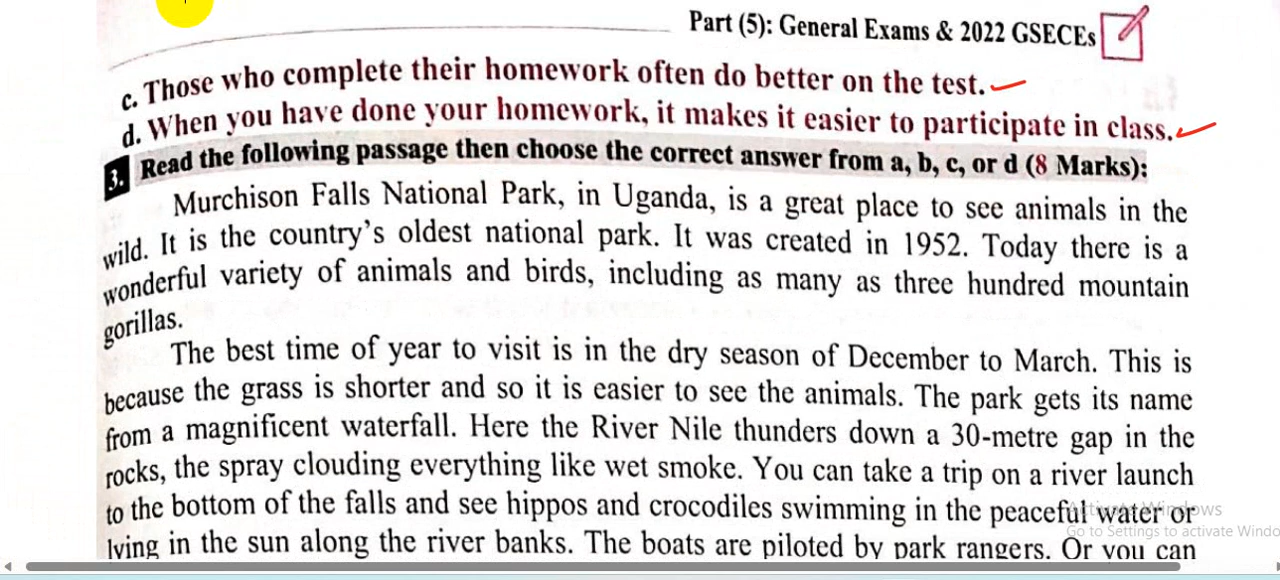 Part (5): General Exams & 2022 GSECEs
c. Those who complete their homework often do better on the test.
d. When you have done your homework, it makes it easier to participate in class.
3. Read the following passage then choose the correct answer from a, b, c, or d (8 Marks):
Murchison Falls National Park, in Uganda, is a great place to see animals in the
wild. It is the country's oldest national park. It was created in 1952. Today there is a
wonderful variety of animals and birds, including as many as three hundred mountain
gorillas.
The best time of year to visit is in the dry season of December to March. This is
because the grass is shorter and so it is easier to see the animals. The park gets its name
from a magnificent waterfall. Here the River Nile thunders down a 30-metre gap in the
rocks, the spray clouding everything like wet smoke. You can take a trip on a river launch
to the bottom of the falls and see hippos and crocodiles swimming in the peaceful water or
Activate Windows
Go to Settings to activate Windo
lying in the sun along the river banks. The boats are piloted by park rangers. Or you can